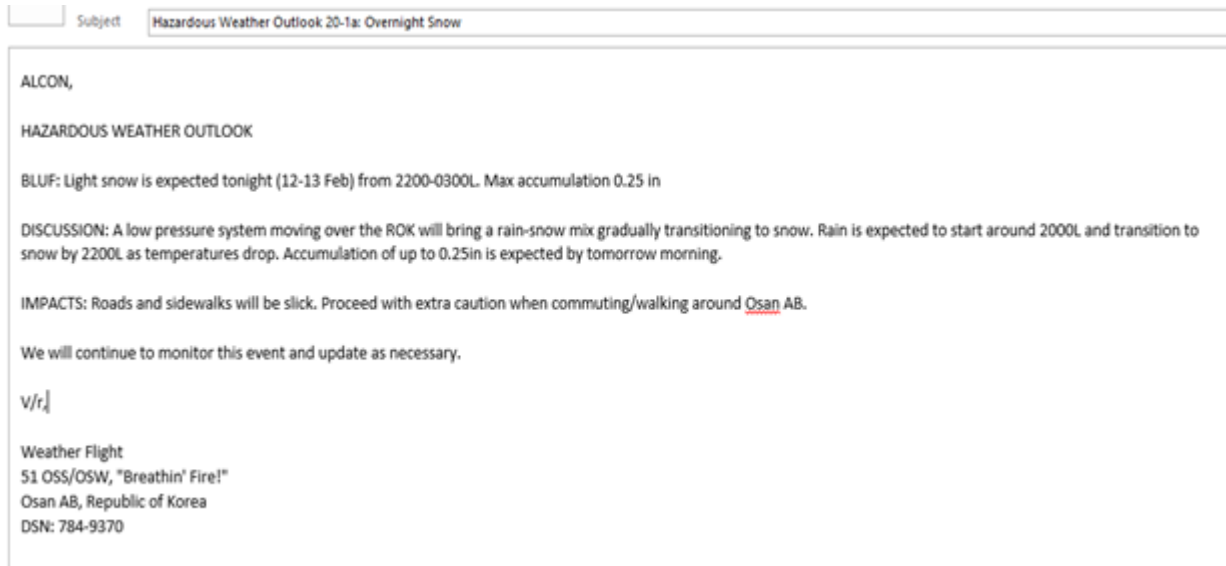 Subject
Hazardous Weather Outlook 20-1a: Overnight Snow
ALCON,
HAZARDOUS WEATHER OUTLOOK
BLUF: Light snow is expected tonight (12-13 Feb) from 2200-0300L. Max accumulation 0.25 in
DISCUSSION: A low pressure system moving over the ROK will bring a rain-snow mix gradually transitioning to snow. Rain is expected to start around 2000L and transition to
snow by 2200L as temperatures drop. Accumulation of up to 0.25in is expected by tomorrow morning.
IMPACTS: Roads and sidewalks will be slick. Proceed with extra caution when commuting/walking around Osan AB.
We will continue to monitor this event and update as necessary.
V/r,
Weather Flight
51 OSS/OSW, "Breathin' Fire!"
Osan AB, Republic of Korea
DSN: 784-9370